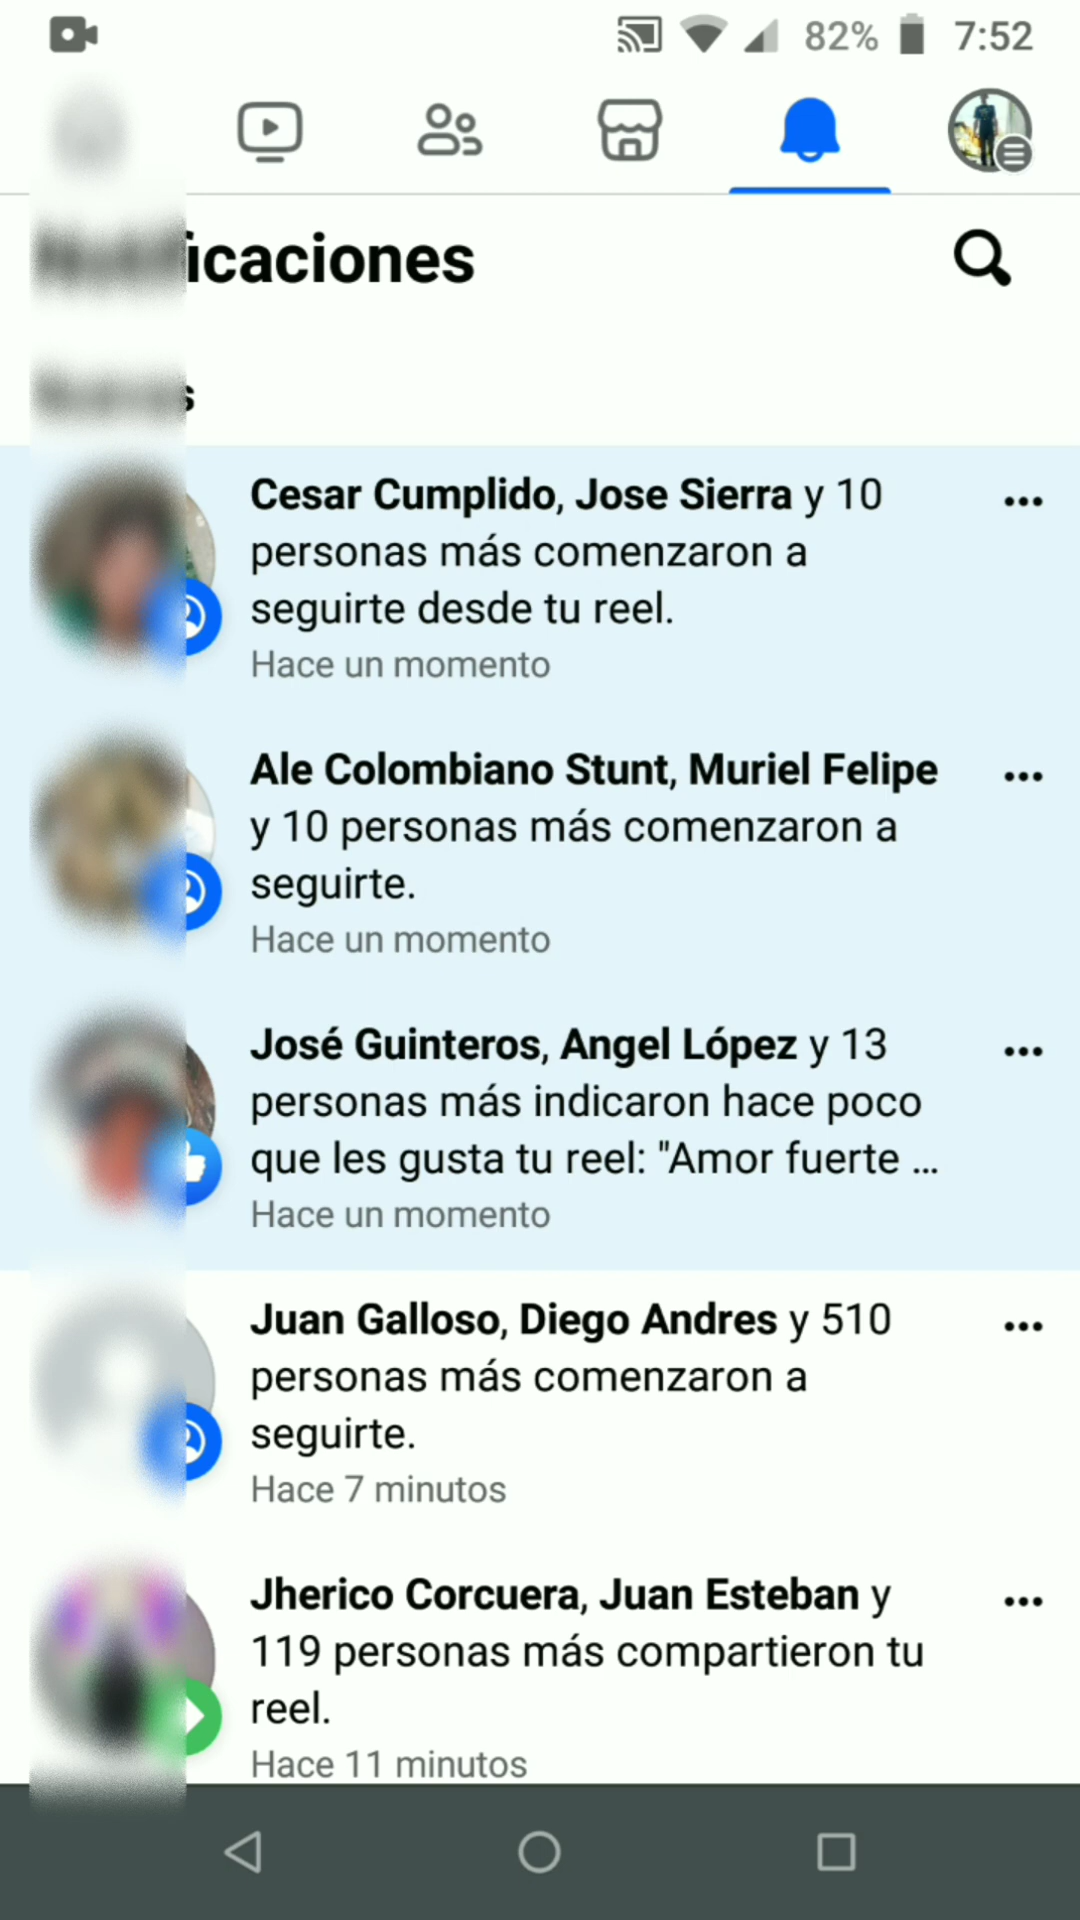 82% 7:52
icaciones
s
Cesar Cumplido, Jose Sierra y 10
personas más comenzaron a
seguirte desde tu reel.
Hace un momento
Ale Colombiano Stunt, Muriel Felipe
y 10 personas más comenzaron a
seguirte.
Hace un momento
José Guinteros, Angel López y 13
personas más indicaron hace poco
que les gusta tu reel: "Amor fuerte ...
Hace un momento
Juan Galloso, Diego Andres y 510
personas más comenzaron a
seguirte.
Hace 7 minutos
Jherico Corcuera, Juan Esteban y
119 personas más compartieron tu
reel.
Hace 11 minutos